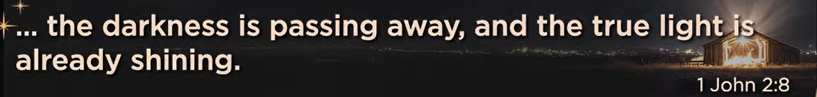 ... the darkness is passing away, and the true light is
already shining.
1 John 2:8